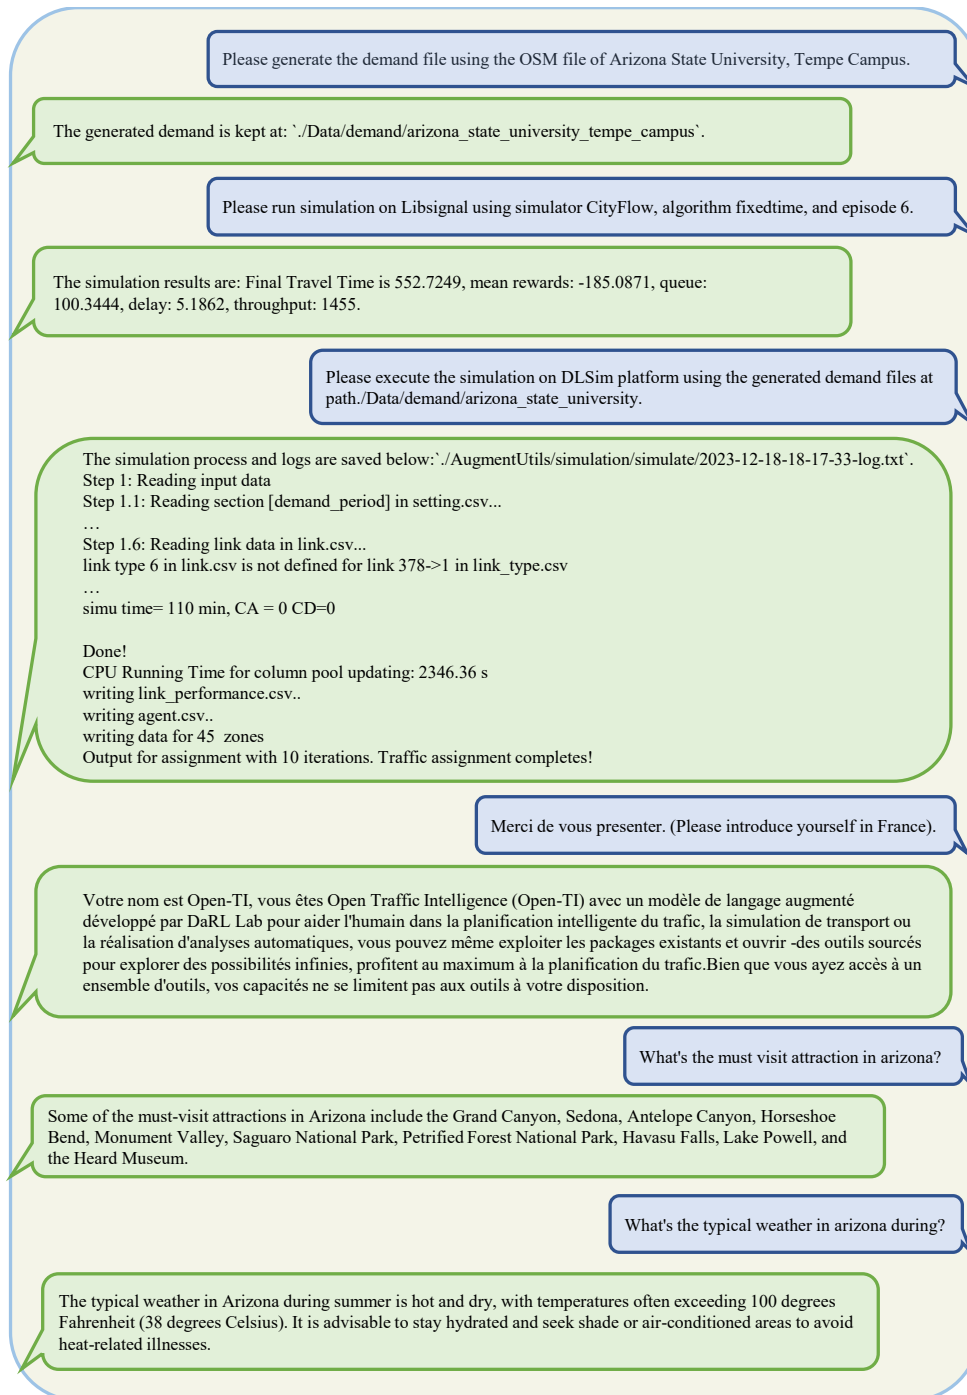 Please generate the demand file using the OSM file of Arizona State University, Tempe Campus.
The generated demand is kept at: `./Data/demand/arizona_state_university_tempe_campus`.
Please run simulation on Libsignal using simulator CityFlow, algorithm fixedtime, and episode 6.
The simulation results are: Final Travel Time is 552.7249, mean rewards: -185.0871, queue:
100.3444, delay: 5.1862, throughput: 1455.
Please execute the simulation on DLSim platform using the generated demand files at
path./Data/demand/arizona_state_university.
The simulation process and logs are saved below:`./AugmentUtils/simulation/simulate/2023-12-18-18-17-33-log.txt`.
Step 1: Reading input data
Step 1.1: Reading section [demand_period] in setting.csv...
…
Step 1.6: Reading link data in link.csv...
link type 6 in link.csv is not defined for link 378->1 in link_type.csv
…
simu time= 110 min, CA = 0 CD=0
Done!
CPU Running Time for column pool updating: 2346.36 s
writing link_performance.csv..
writing agent.csv..
writing data for 45 zones
Output for assignment with 10 iterations. Traffic assignment completes!
Merci de vous presenter. (Please introduce yourself in France).
Votre nom est Open-TI, vous êtes Open Traffic Intelligence (Open-TI) avec un modèle de langage augmenté
développé par DaRL Lab pour aider l'humain dans la planification intelligente du trafic, la simulation de transport ou
la réalisation d'analyses automatiques, vous pouvez même exploiter les packages existants et ouvrir -des outils sourcés
pour explorer des possibilités infinies, profitent au maximum à la planification du trafic.Bien que vous ayez accès à un
ensemble d'outils, vos capacités ne se limitent pas aux outils à votre disposition.
What's the must visit attraction in arizona?
Some of the must-visit attractions in Arizona include the Grand Canyon, Sedona, Antelope Canyon, Horseshoe
Bend, Monument Valley, Saguaro National Park, Petrified Forest National Park, Havasu Falls, Lake Powell, and
the Heard Museum.
What's the typical weather in arizona during?
The typical weather in Arizona during summer is hot and dry, with temperatures often exceeding 100 degrees
Fahrenheit (38 degrees Celsius). It is advisable to stay hydrated and seek shade or air-conditioned areas to avoid
heat-related illnesses.